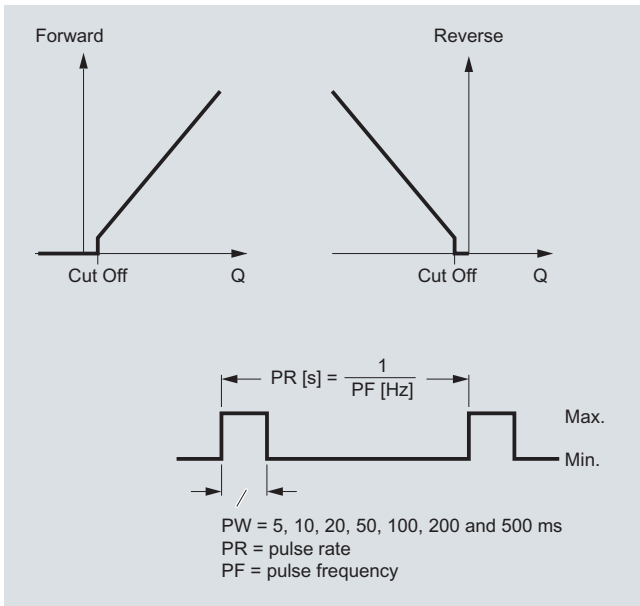 Forward
Reverse
Cut Off
Q
Cut Off
Q
PR [s] = 1 / PF [Hz]
Max.
Min.
PW = 5, 10, 20, 50, 100, 200 and 500 ms
PR = pulse rate
PF = pulse frequency